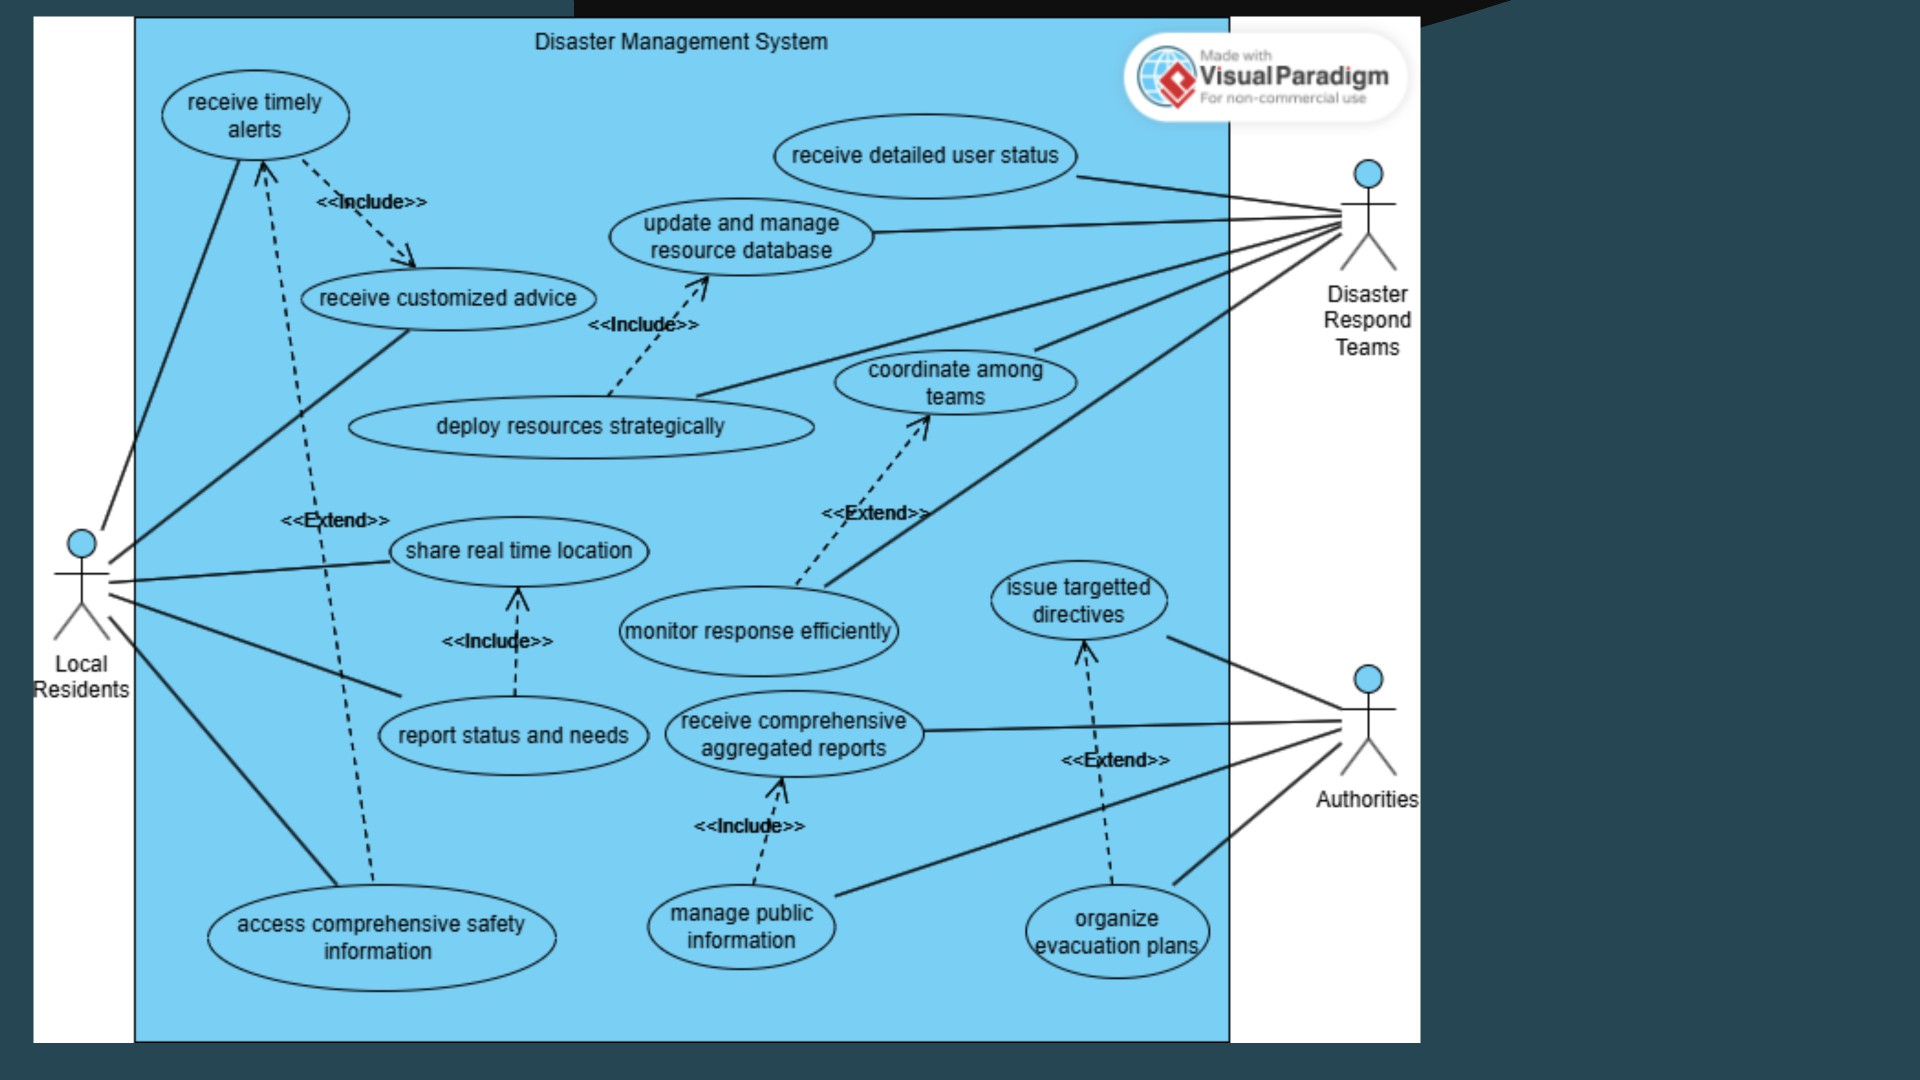 Disaster Management System
Made with
Visual Paradigm
For non-commercial use
receive timely
alerts
receive detailed user status
<<Include>>
update and manage
resource database
receive customized advice
<<Include>>
Disaster
Respond
Teams
coordinate among
teams
deploy resources strategically
<<Extend>>
<<Extend>>
share real time location
issue targetted
directives
monitor response efficiently
<<Include>>
Local
Residents
report status and needs
receive comprehensive
aggregated reports
<<Extend>>
Authorities
<<Include>>
access comprehensive safety
information
manage public
information
organize
evacuation plans